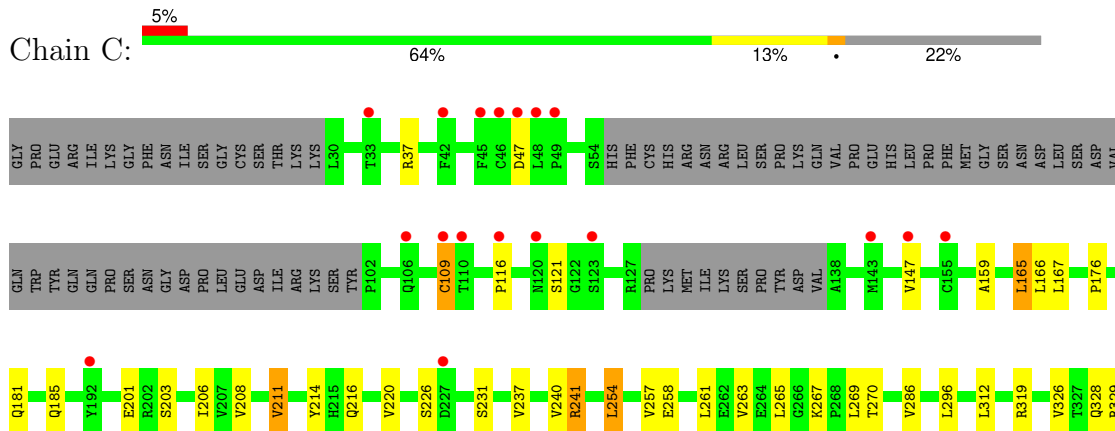 5%
Chain C:
64% 13% • 22%
GLY PRO GLU ARG ILE LYS GLY PHE ASN ILE SER GLY CYS SER THR LYS LYS L30 T33 R37 F42 F45 C46 D47 L48 P49 S54 HIS PHE CYS HIS ARG ASN ARG LEU SER PRO LYS GLN VAL PRO GLU HIS LEU PRO PHE MET GLY SER ASN ASP LEU SER ASP VAL
GLN TRP TYR GLN GLN PRO SER ASN GLY ASP PRO LEU GLU ASP ILE ARG LYS SER TYR P102 Q106 G109 T110 P116 N120 S121 G122 S123 R127 PRO LYS MET ILE LYS SER PRO TYR ASP VAL A138 M143 V147 C155 A159 L165 L166 L167 P176
Q181 Q185 Y192 E201 R202 S203 I206 V207 V208 V211 Y214 H215 Q216 V220 S226 D227 S231 V237 V240 R241 L254 V257 E258 L261 E262 V263 E264 L265 G266 K267 P268 L269 T270 V286 L296 L312 R319 V326 T327 Q328